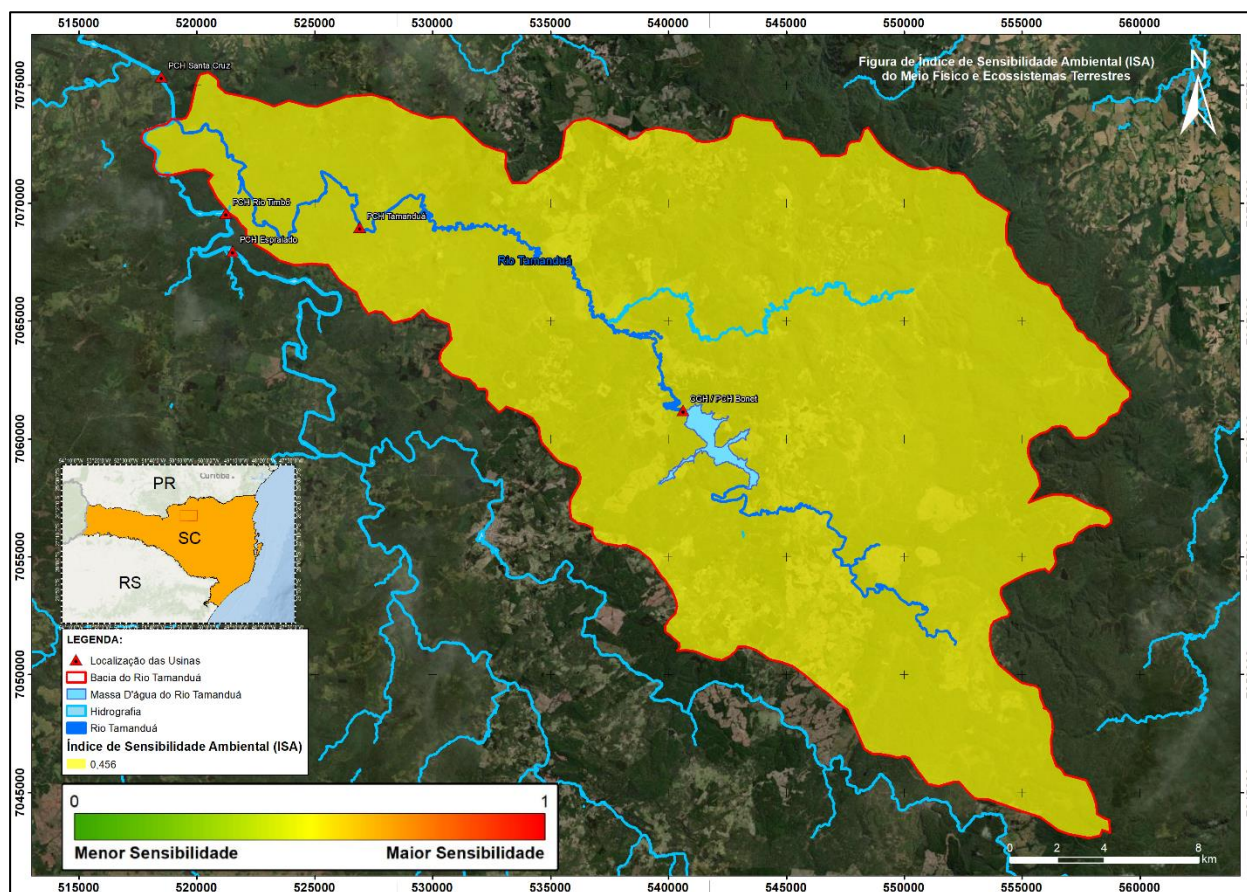 515000 520000 525000 530000 535000 540000 545000 550000 555000 560000
Figura de Índice de Sensibilidade Ambiental (ISA)
do Meio Físico e Ecossistemas Terrestres
N
PCH Santa Cruz
7075000
7070000
PCH Rio Timbó
PCH Tamanduá
PCH Espraiado
Rio Tamanduá
7065000
CGH / PCH Bonet
7060000
Curitiba
PR
SC
RS
7055000
LEGENDA:
Localização das Usinas
Bacia do Rio Tamanduá
Massa D'água do Rio Tamanduá
Hidrografia
Rio Tamanduá
Índice de Sensibilidade Ambiental (ISA)
0,456
7050000
7045000
0 1
Menor Sensibilidade Maior Sensibilidade
0 2 4 8
km
515000 520000 525000 530000 535000 540000 545000 550000 555000 560000